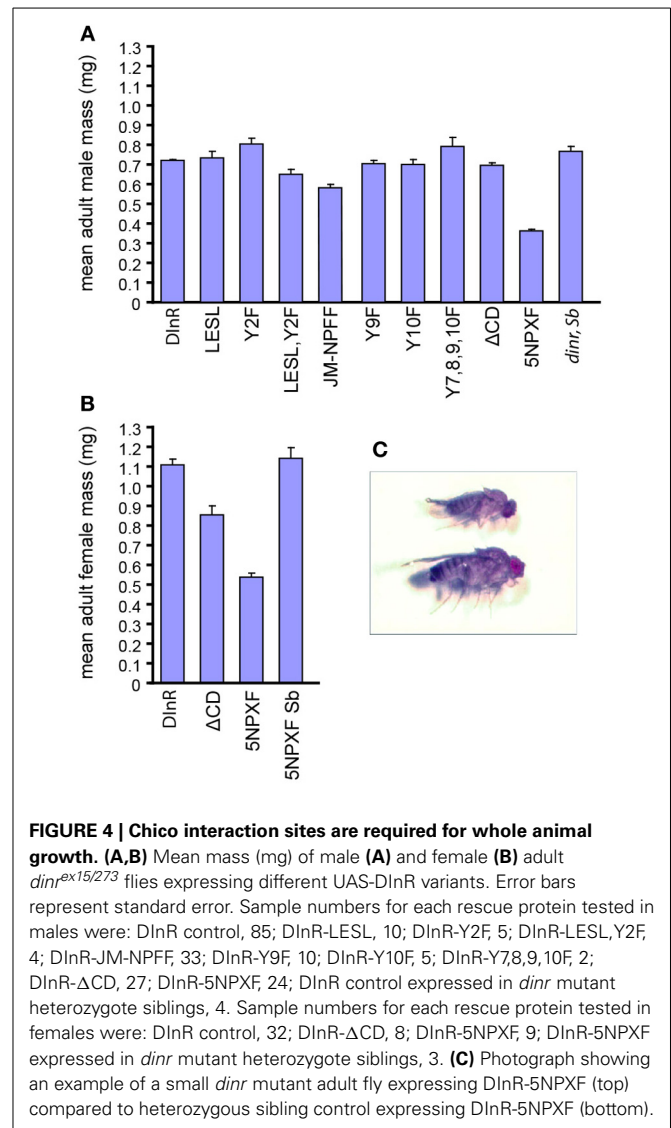 A
mean adult male mass (mg)
1.3
1.2
1.1
1.0
0.9
0.8
0.7
0.6
0.5
0.4
0.3
0.2
0.1
0
DInR
LESL
Y2F
LESL,Y2F
JM-NPFF
Y9F
Y10F
Y7,8,9,10F
ΔCD
5NPXF
dinr, Sb
B
mean adult female mass (mg)
1.3
1.2
1.1
1.0
0.9
0.8
0.7
0.6
0.5
0.4
0.3
0.2
0.1
0
DInR
ΔCD
5NPXF
5NPXF Sb
C
FIGURE 4 | Chico interaction sites are required for whole animal
growth. (A,B) Mean mass (mg) of male (A) and female (B) adult
dinr^ex15/273 flies expressing different UAS-DInR variants. Error bars
represent standard error. Sample numbers for each rescue protein tested in
males were: DInR control, 85; DInR-LESL, 10; DInR-Y2F, 5; DInR-LESL,Y2F,
4; DInR-JM-NPFF, 33; DInR-Y9F, 10; DInR-Y10F, 5; DInR-Y7,8,9,10F, 2;
DInR-ΔCD, 27; DInR-5NPXF, 24; DInR control expressed in dinr mutant
heterozygote siblings, 4. Sample numbers for each rescue protein tested in
females were: DInR control, 32; DInR-ΔCD, 8; DInR-5NPXF, 9; DInR-5NPXF
expressed in dinr mutant heterozygote siblings, 3. (C) Photograph showing
an example of a small dinr mutant adult fly expressing DInR-5NPXF (top)
compared to heterozygous sibling control expressing DInR-5NPXF (bottom).